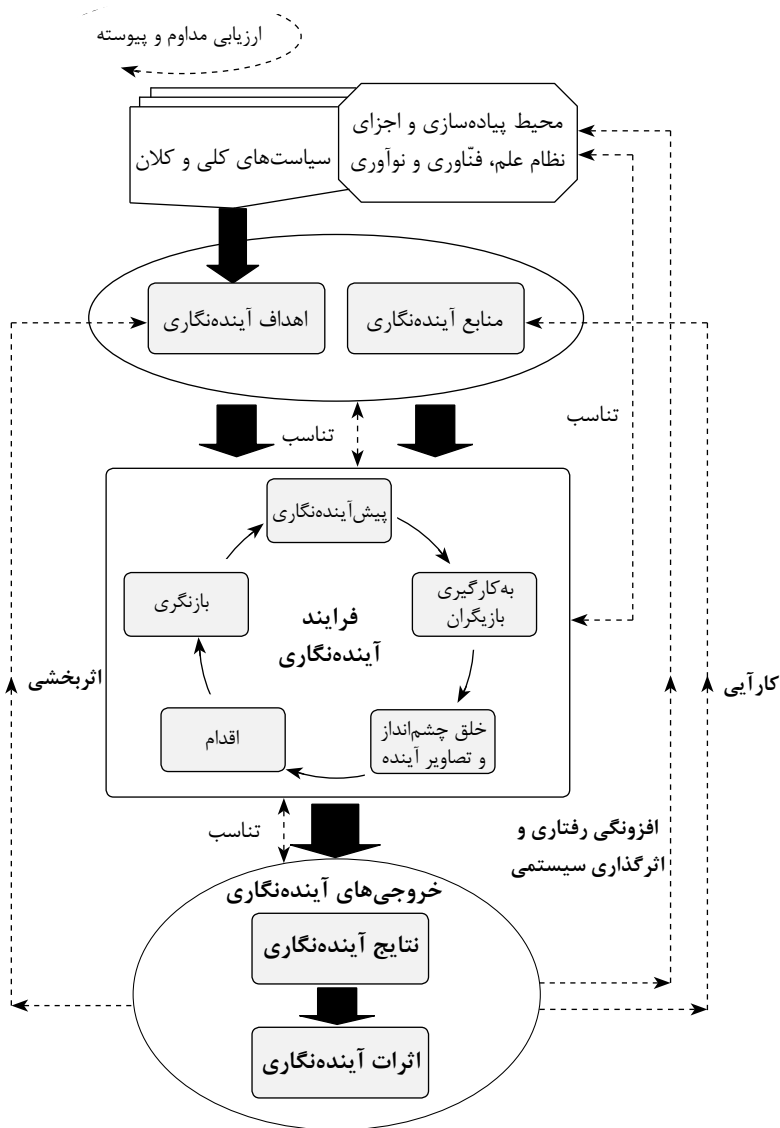 ارزیابی مداوم و پیوسته
محیط پیاده‌سازی و اجزای
نظام علم، فنّاوری و نوآوری
سیاست‌های کلی و کلان
منابع آینده‌نگاری
اهداف آینده‌نگاری
تناسب
تناسب
پیش‌آینده‌نگاری
به‌کارگیری
بازیگران
بازنگری
فرایند
آینده‌نگاری
خلق چشم‌انداز
و تصاویر آینده
اقدام
کارآیی
اثربخشی
افزونگی رفتاری و
اثرگذاری سیستمی
تناسب
خروجی‌های آینده‌نگاری
نتایج آینده‌نگاری
اثرات آینده‌نگاری